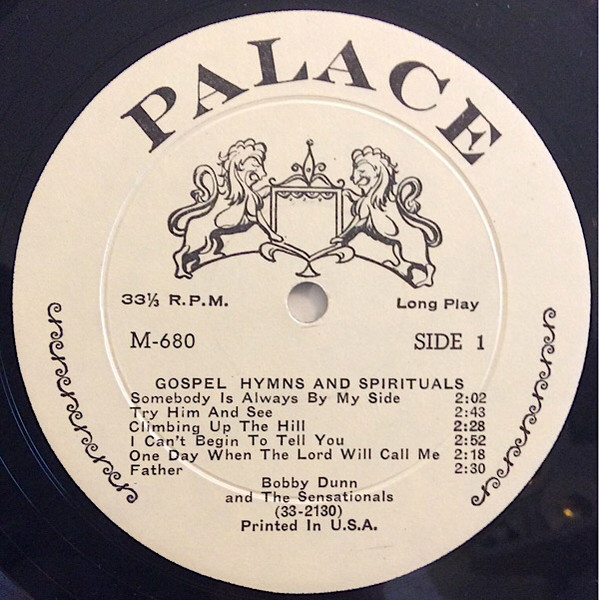 PALACE
33⅓ R.P.M. Long Play
M-680 SIDE 1
GOSPEL HYMNS AND SPIRITUALS
Somebody Is Always By My Side 2:02
Try Him And See 2:43
Climbing Up The Hill 2:28
I Can't Begin To Tell You 2:52
One Day When The Lord Will Call Me 2:18
Father 2:30
Bobby Dunn
and The Sensationals
(33-2130)
Printed In U.S.A.